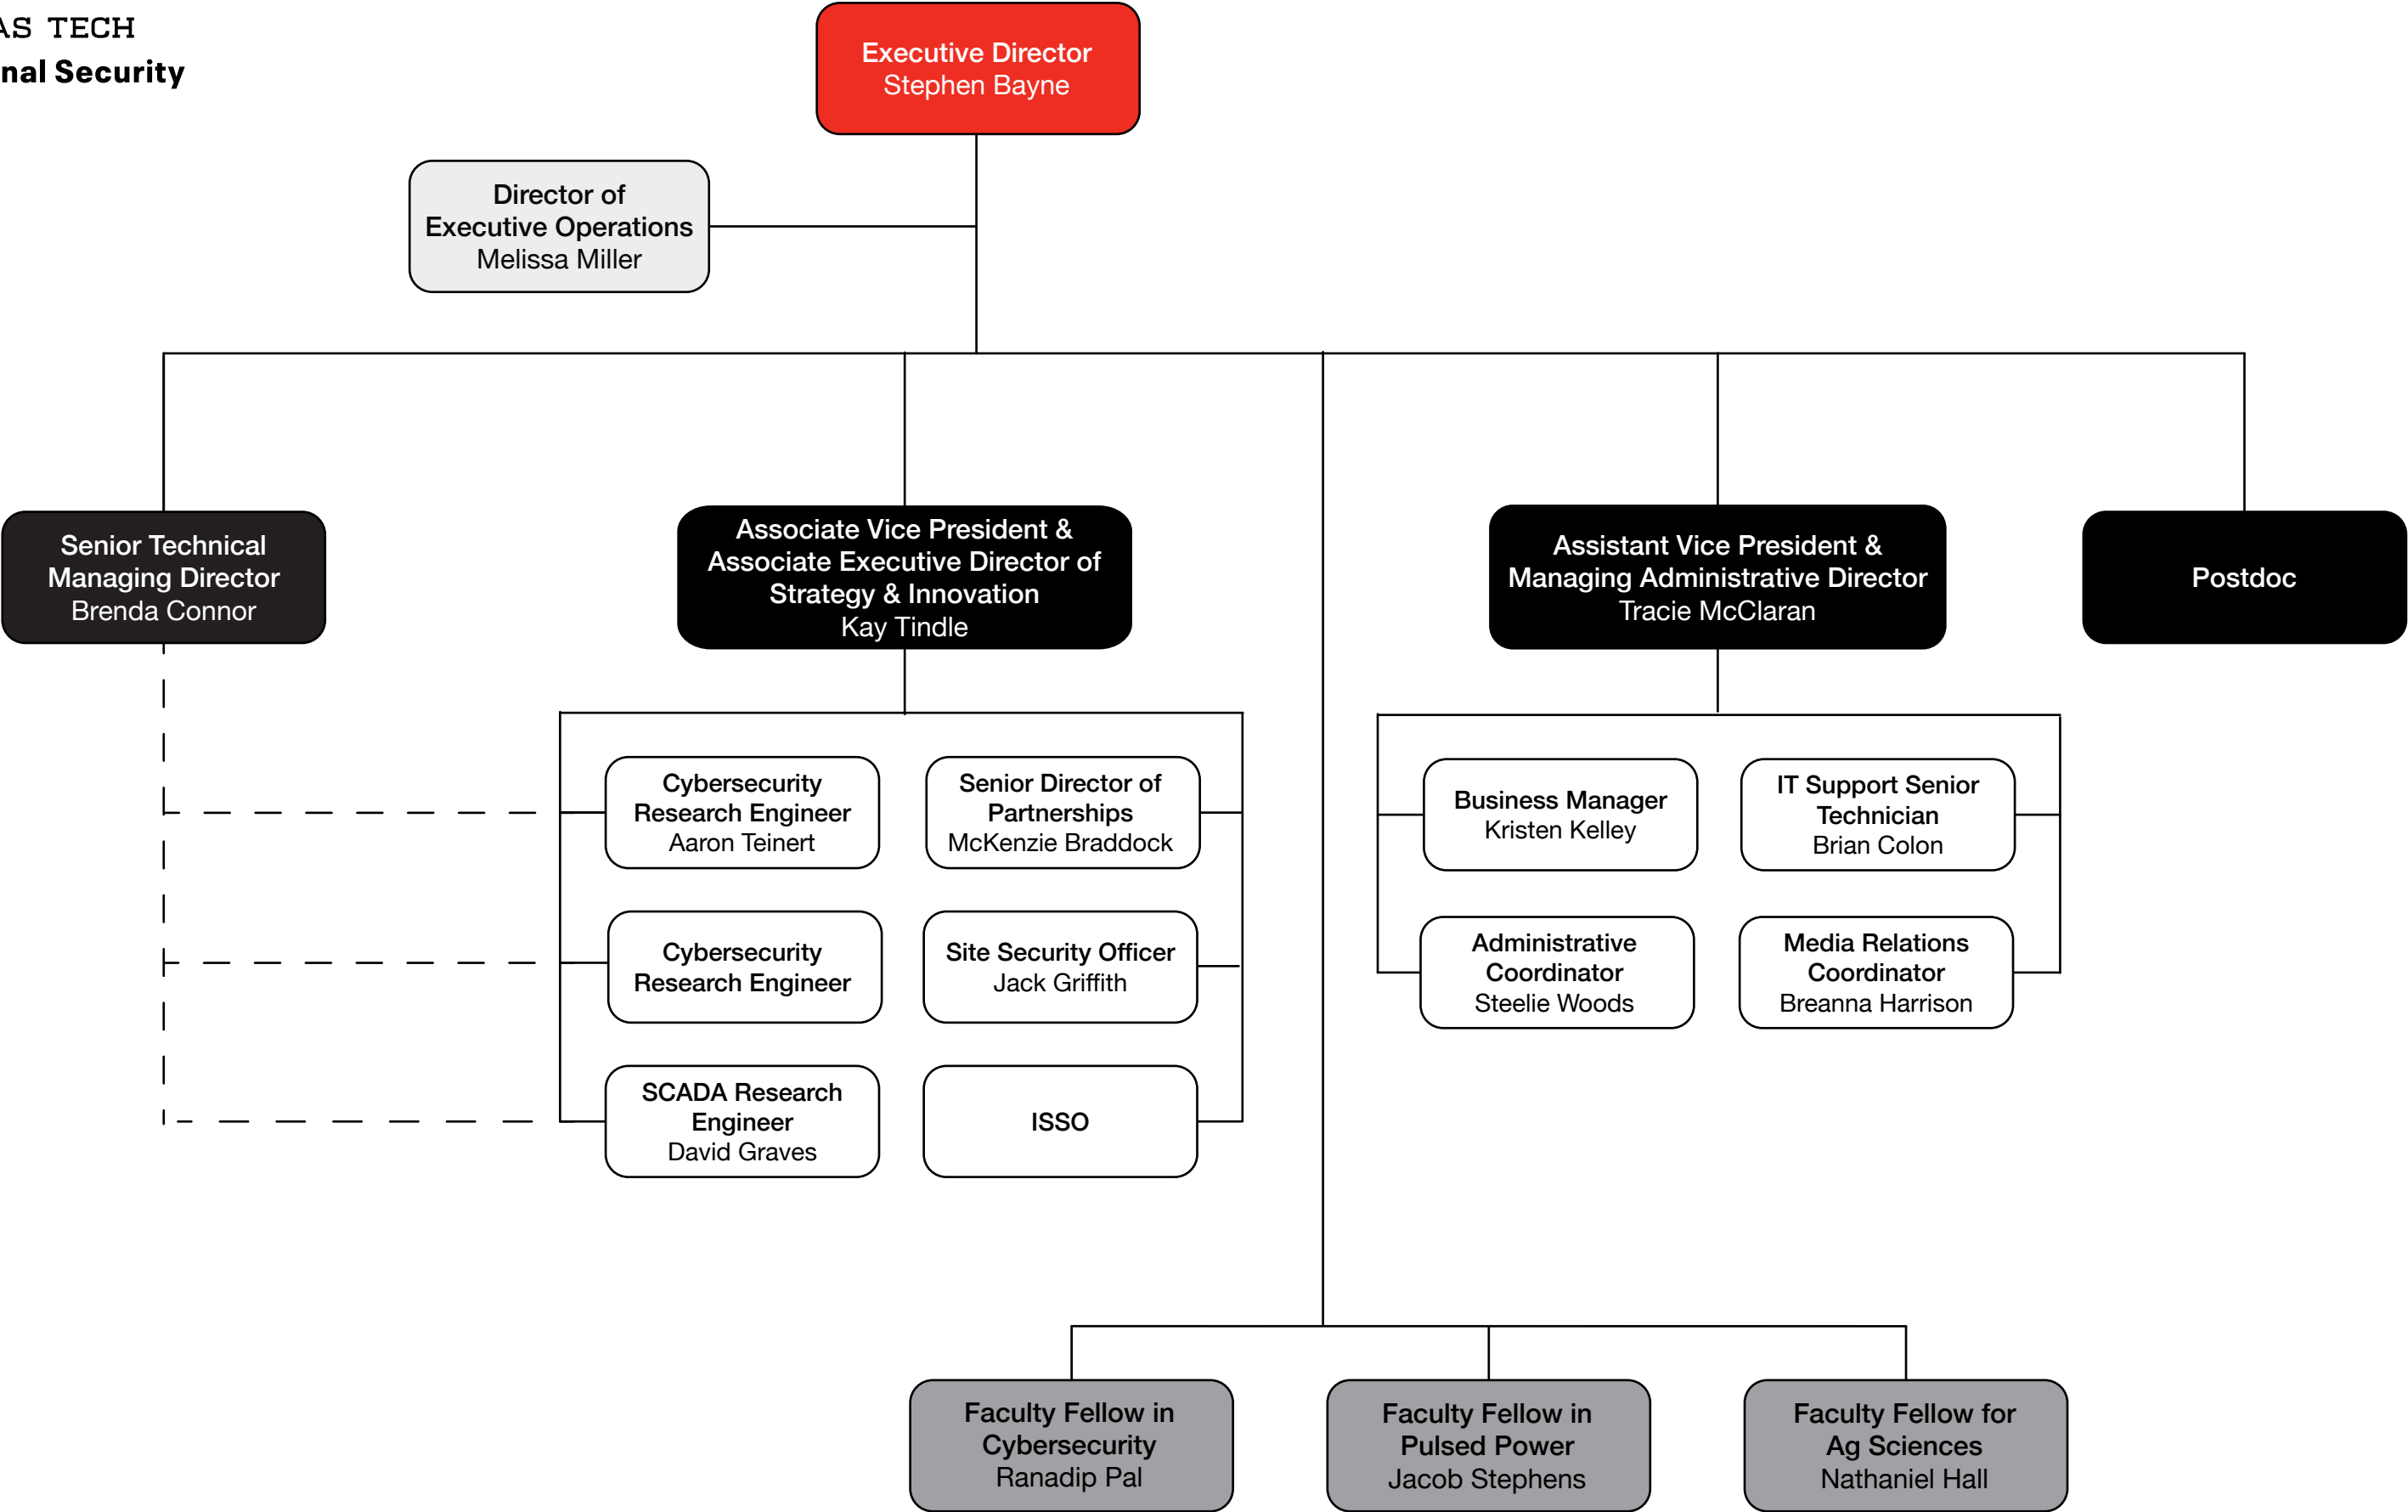 TECH
Security
Executive Director
Stephen Bayne
Director of
Executive Operations
Melissa Miller
Senior Technical
Managing Director
Brenda Connor
Associate Vice President &
Associate Executive Director of
Strategy & Innovation
Kay Tindle
Assistant Vice President &
Managing Administrative Director
Tracie McClaran
Postdoc
Cybersecurity
Research Engineer
Aaron Teinert
Senior Director of
Partnerships
McKenzie Braddock
Business Manager
Kristen Kelley
IT Support Senior
Technician
Brian Colon
Cybersecurity
Research Engineer
Site Security Officer
Jack Griffith
Administrative
Coordinator
Steelie Woods
Media Relations
Coordinator
Breanna Harrison
SCADA Research
Engineer
David Graves
ISSO
Faculty Fellow in
Cybersecurity
Ranadip Pal
Faculty Fellow in
Pulsed Power
Jacob Stephens
Faculty Fellow for
Ag Sciences
Nathaniel Hall